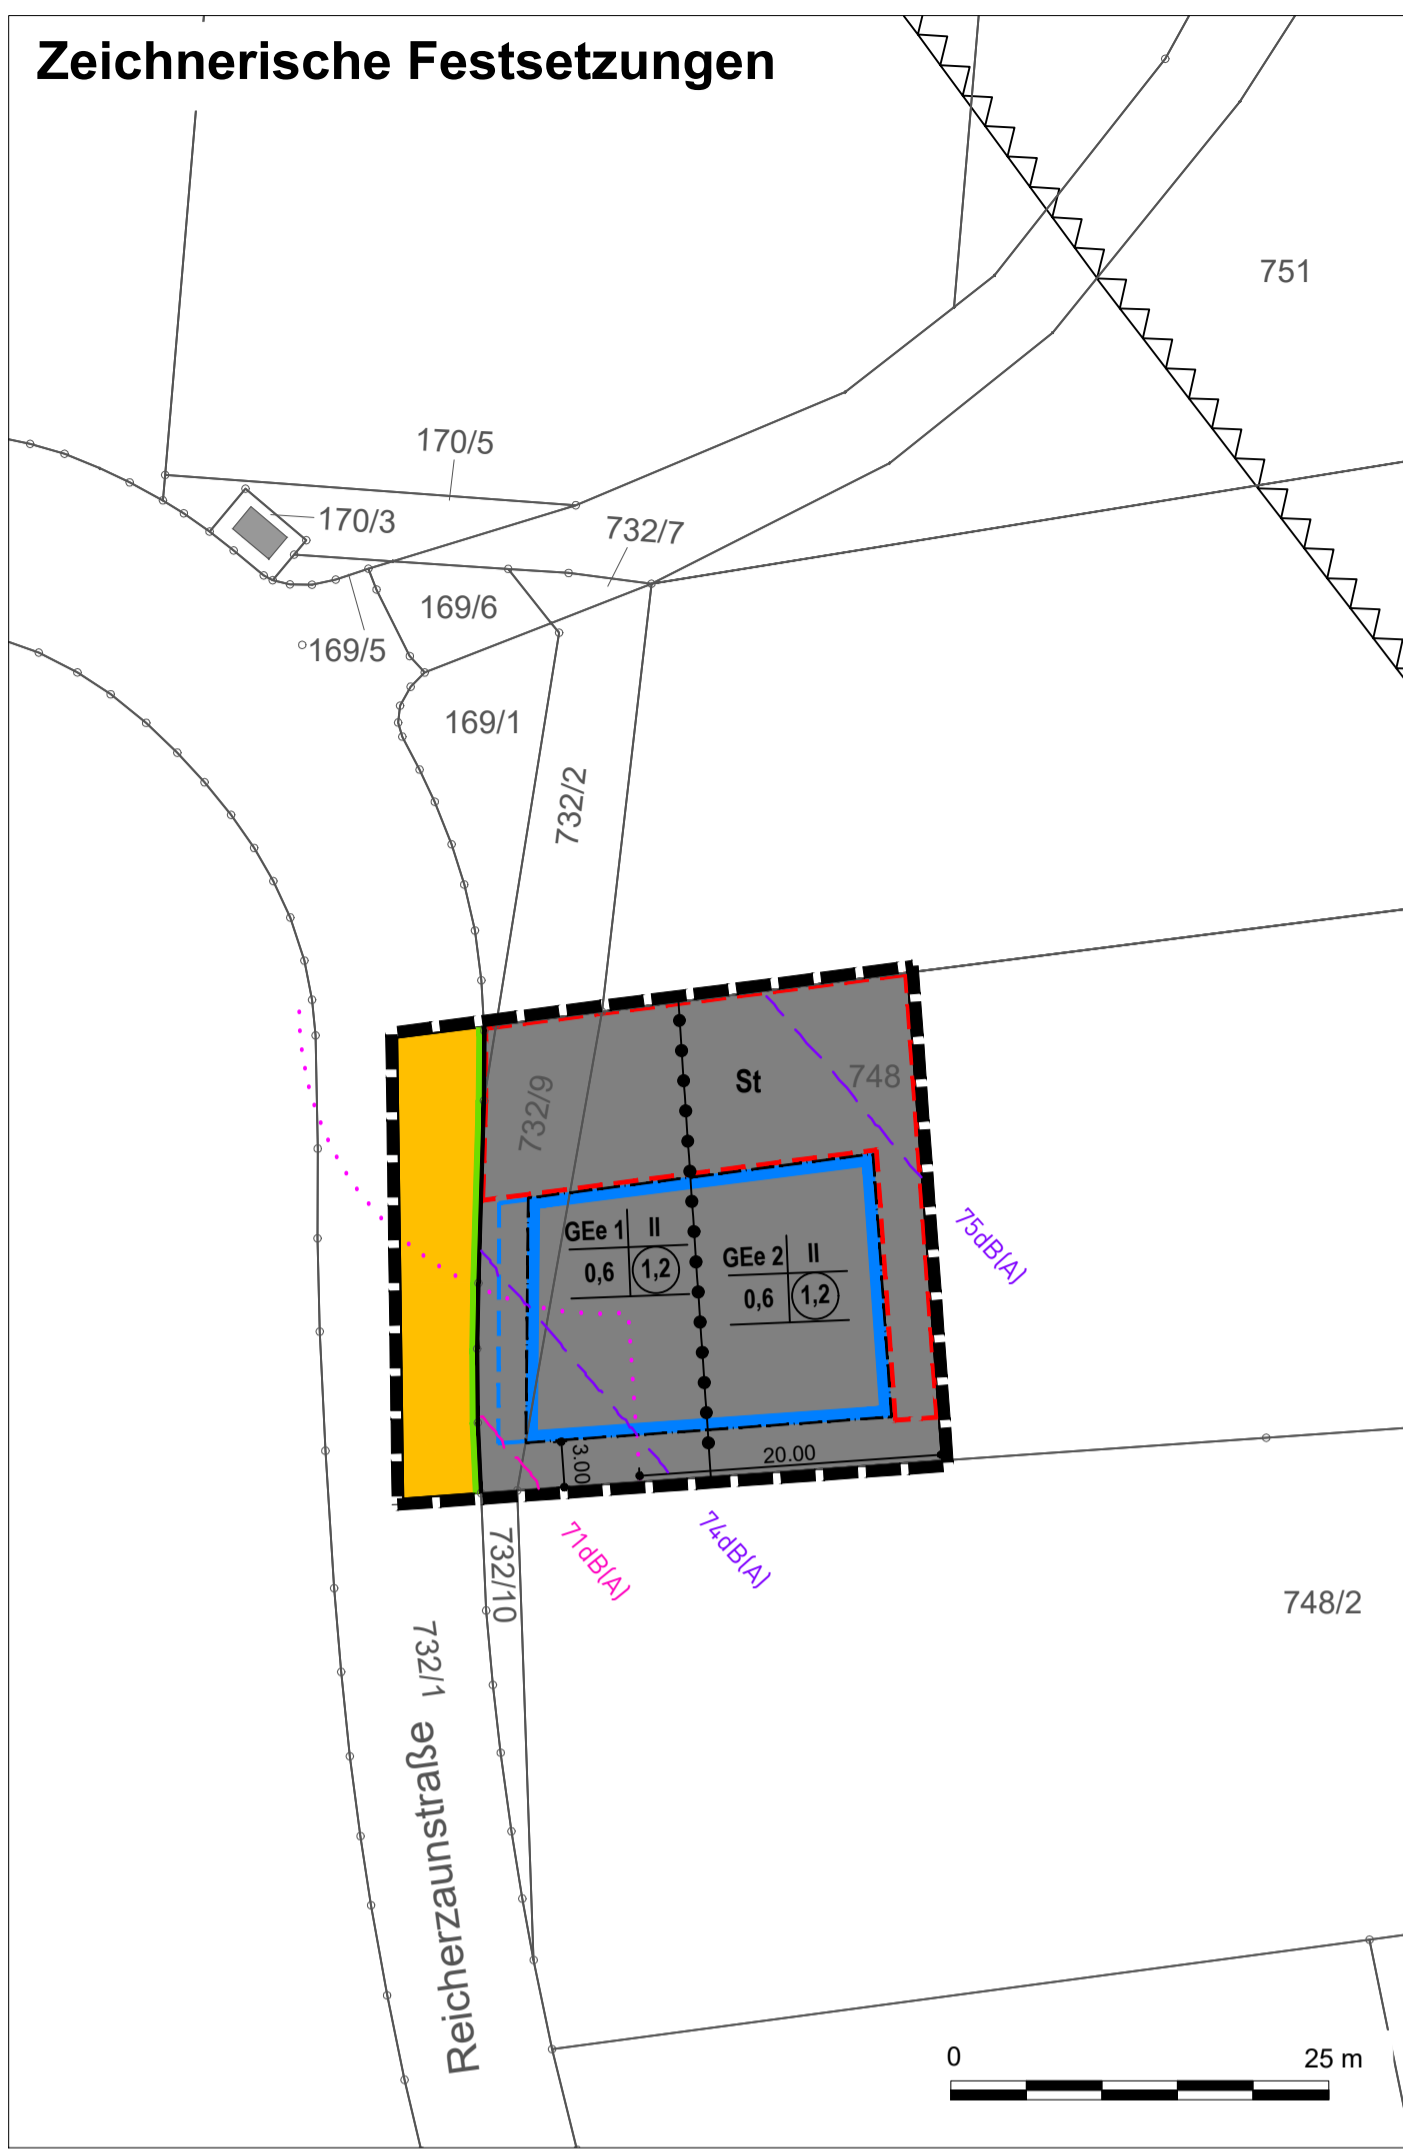 Zeichnerische Festsetzungen
751
170/5
170/3
732/7
169/6
169/5
169/1
732/2
St
748
732/9
GEe 1 II
0,6 1,2
GEe 2 II
0,6 1,2
75dB(A)
3.00
20.00
71dB(A)
74dB(A)
732/10
748/2
Reicherzaunstraße 732/1
0 25 m